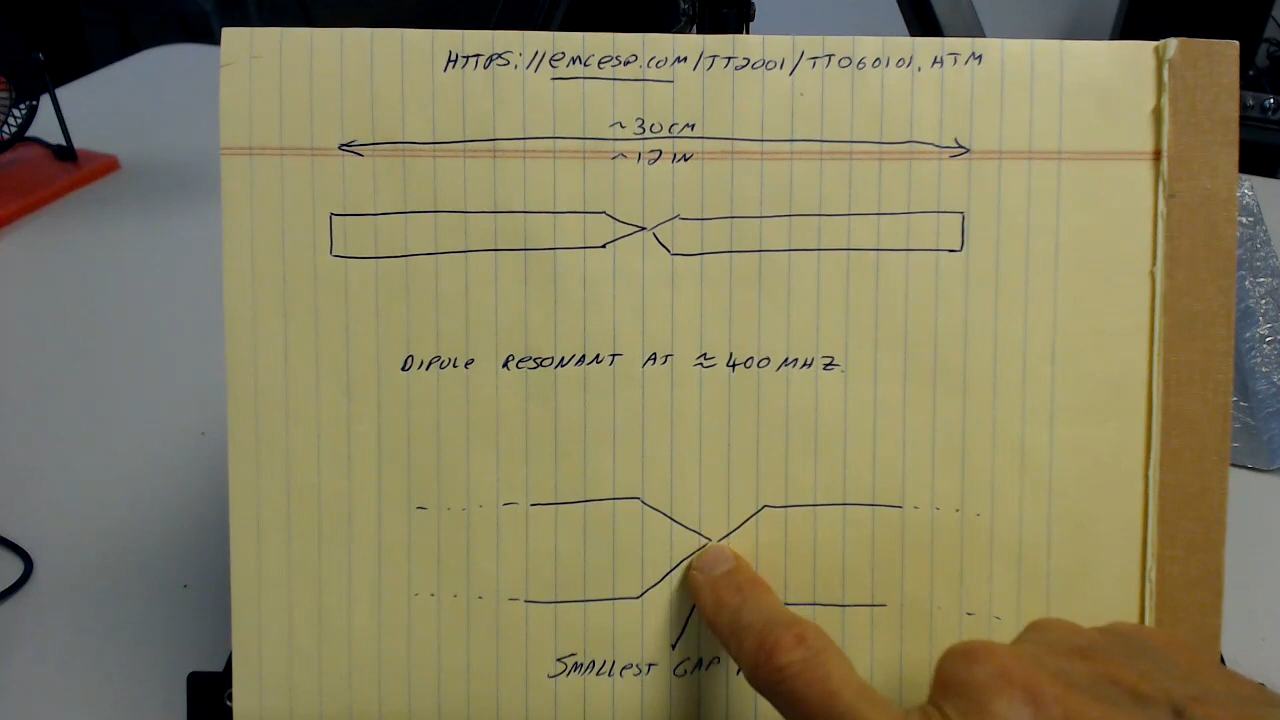 HTTPS://emcesd.com/TT2001/TT060101.HTM
~30CM
~12 IN
DIPOLE RESONANT AT ≈400MHZ.
SMALLEST GAP